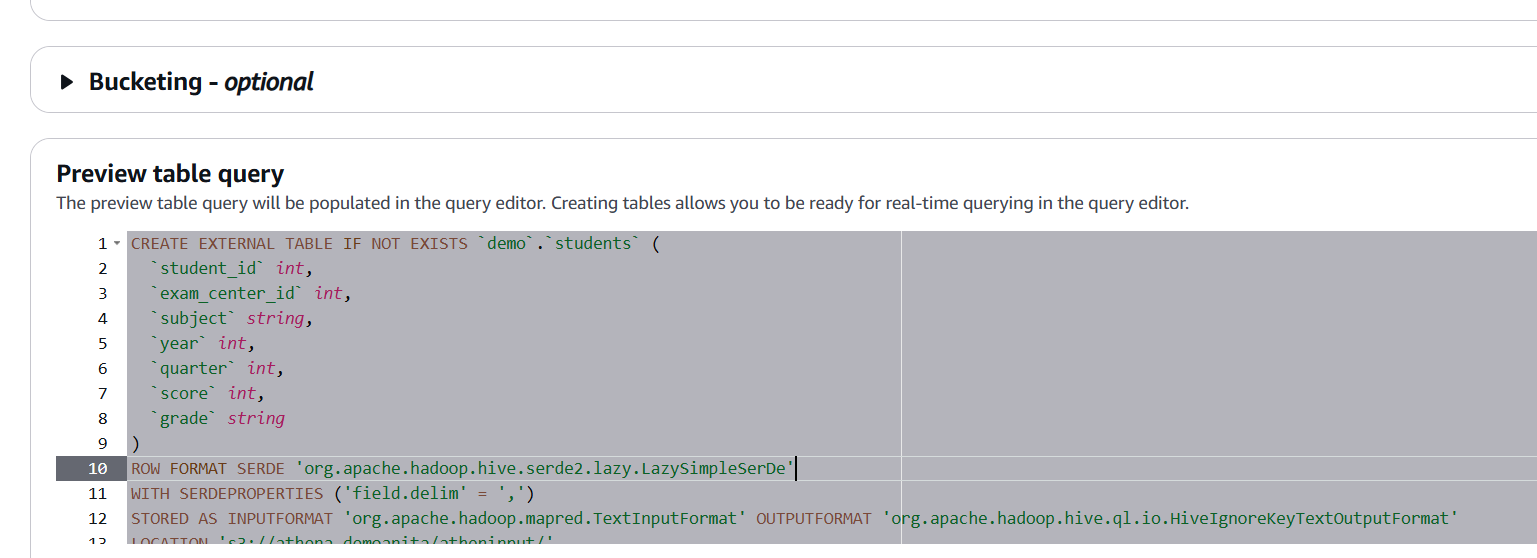 Bucketing - optional
Preview table query
The preview table query will be populated in the query editor. Creating tables allows you to be ready for real-time querying in the query editor.
1 CREATE EXTERNAL TABLE IF NOT EXISTS `demo`.`students` (
2 `student_id` int,
3 `exam_center_id` int,
4 `subject` string,
5 `year` int,
6 `quarter` int,
7 `score` int,
8 `grade` string
9 )
10 ROW FORMAT SERDE 'org.apache.hadoop.hive.serde2.lazy.LazySimpleSerDe'
11 WITH SERDEPROPERTIES ('field.delim' = ',')
12 STORED AS INPUTFORMAT 'org.apache.hadoop.mapred.TextInputFormat' OUTPUTFORMAT 'org.apache.hadoop.hive.ql.io.HiveIgnoreKeyTextOutputFormat'
13 LOCATION 's3://athena-demoanita/atheninput/'